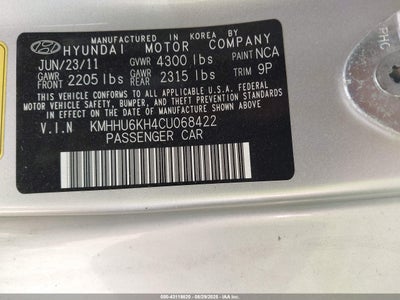 MANUFACTURED IN KOREA BY
HYUNDAI MOTOR COMPANY
JUN/23/11 GVWR 4300 lbs PAINT NCA
GAWR FRONT 2205 lbs GAWR REAR 2315 lbs TRIM 9P
THIS VEHICLE CONFORMS TO ALL APPLICABLE U.S. FEDERAL
MOTOR VEHICLE SAFETY, BUMPER, AND THEFT PREVENTION
STANDARDS IN EFFECT ON THE DATE OF MANUFACTURE SHOWN ABOVE.
V.I.N KMHHU6KH4CU068422
PASSENGER CAR
PHC